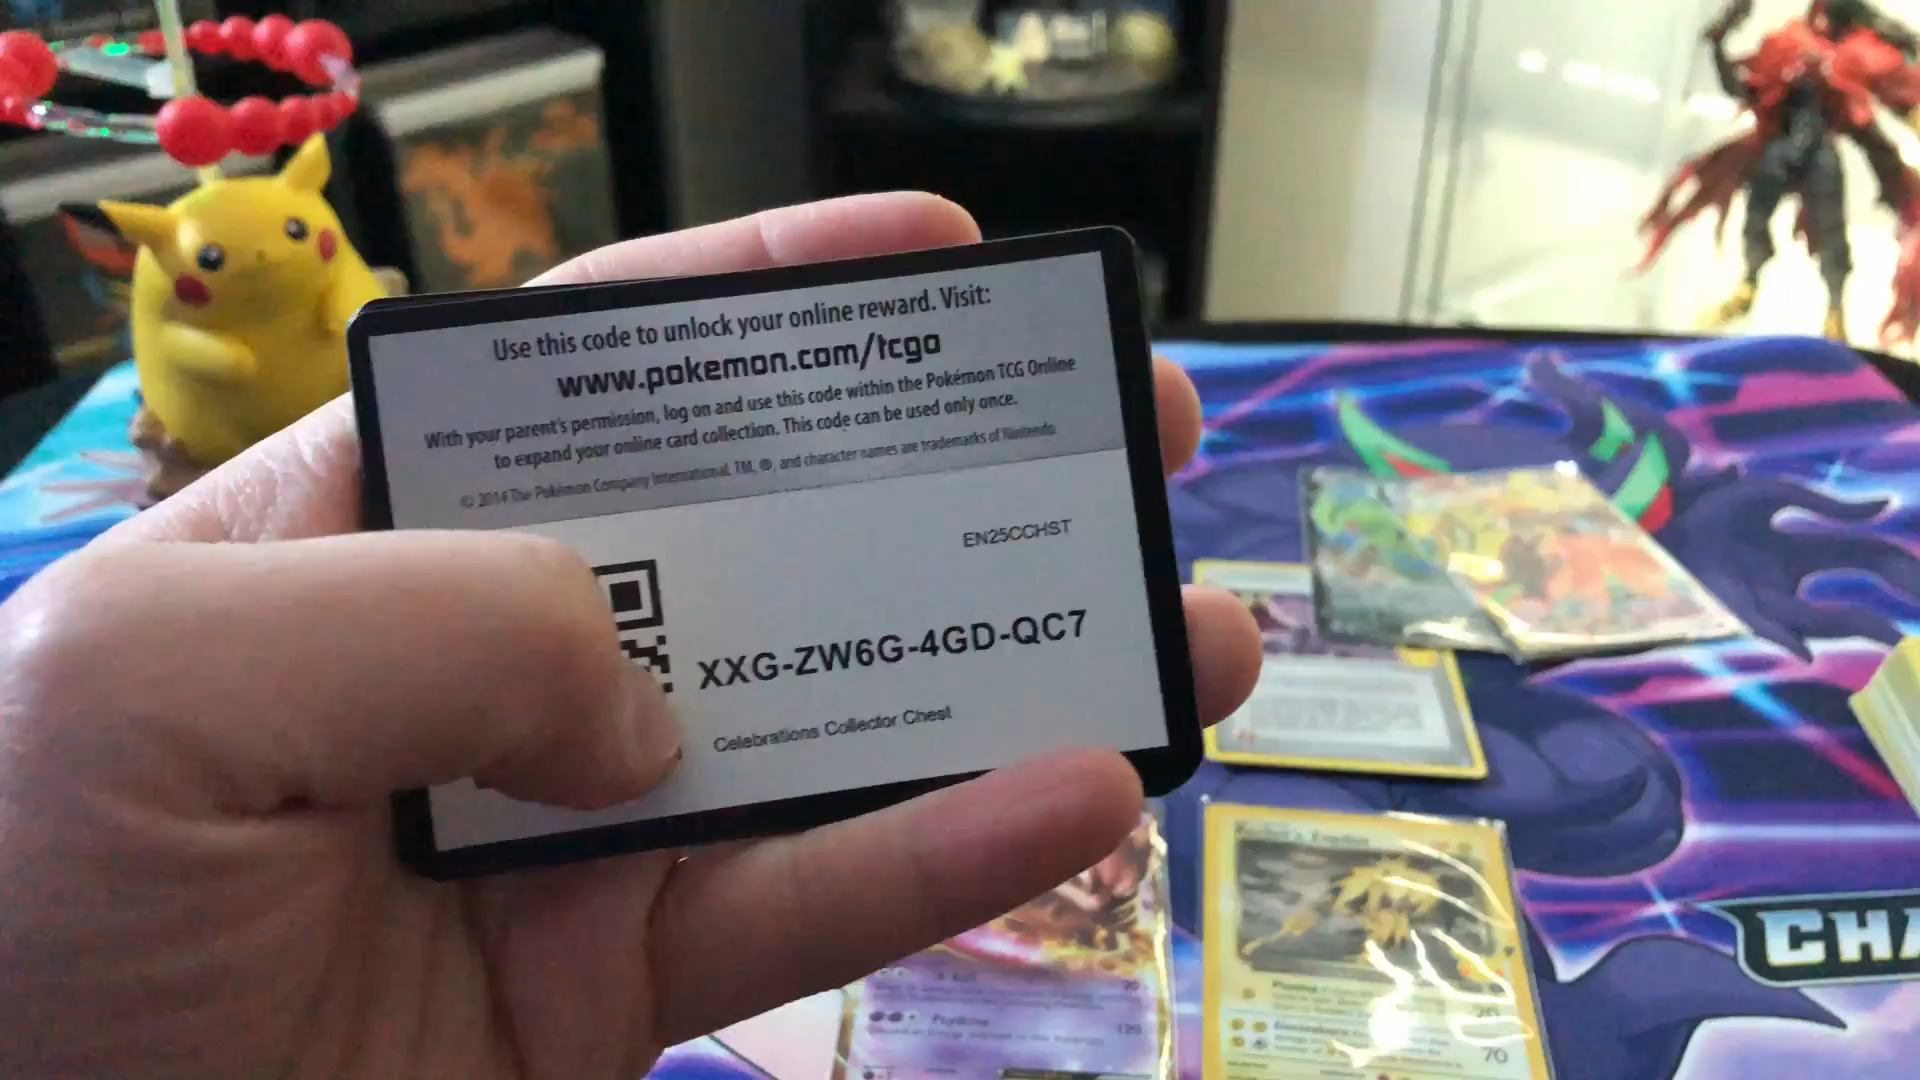 Use this code to unlock your online reward. Visit:
www.pokemon.com/tcgo
With your parent's permission, log on and use this code within the Pokémon TCG Online
to expand your online card collection. This code can be used only once.
© 2014 The Pokémon Company International. TM, ®, and character names are trademarks of Nintendo.
EN25CCHST
XXG-ZW6G-4GD-QC7
Celebrations Collector Chest
CHA
20
120
70